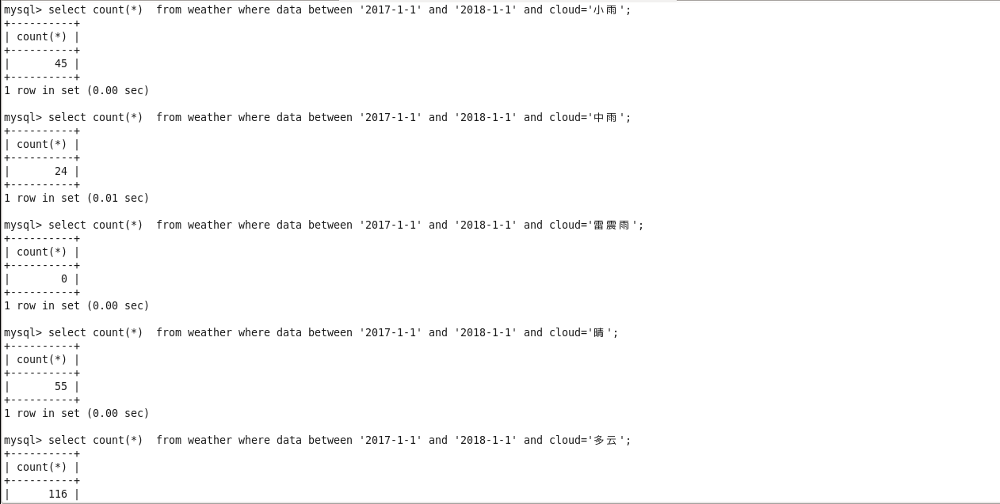 mysql> select count(*)  from weather where data between '2017-1-1' and '2018-1-1' and cloud='小雨';
+----------+
| count(*) |
+----------+
|       45 |
+----------+
1 row in set (0.00 sec)

mysql> select count(*)  from weather where data between '2017-1-1' and '2018-1-1' and cloud='中雨';
+----------+
| count(*) |
+----------+
|       24 |
+----------+
1 row in set (0.01 sec)

mysql> select count(*)  from weather where data between '2017-1-1' and '2018-1-1' and cloud='雷震雨';
+----------+
| count(*) |
+----------+
|        0 |
+----------+
1 row in set (0.00 sec)

mysql> select count(*)  from weather where data between '2017-1-1' and '2018-1-1' and cloud='晴';
+----------+
| count(*) |
+----------+
|       55 |
+----------+
1 row in set (0.00 sec)

mysql> select count(*)  from weather where data between '2017-1-1' and '2018-1-1' and cloud='多云';
+----------+
| count(*) |
+----------+
|      116 |